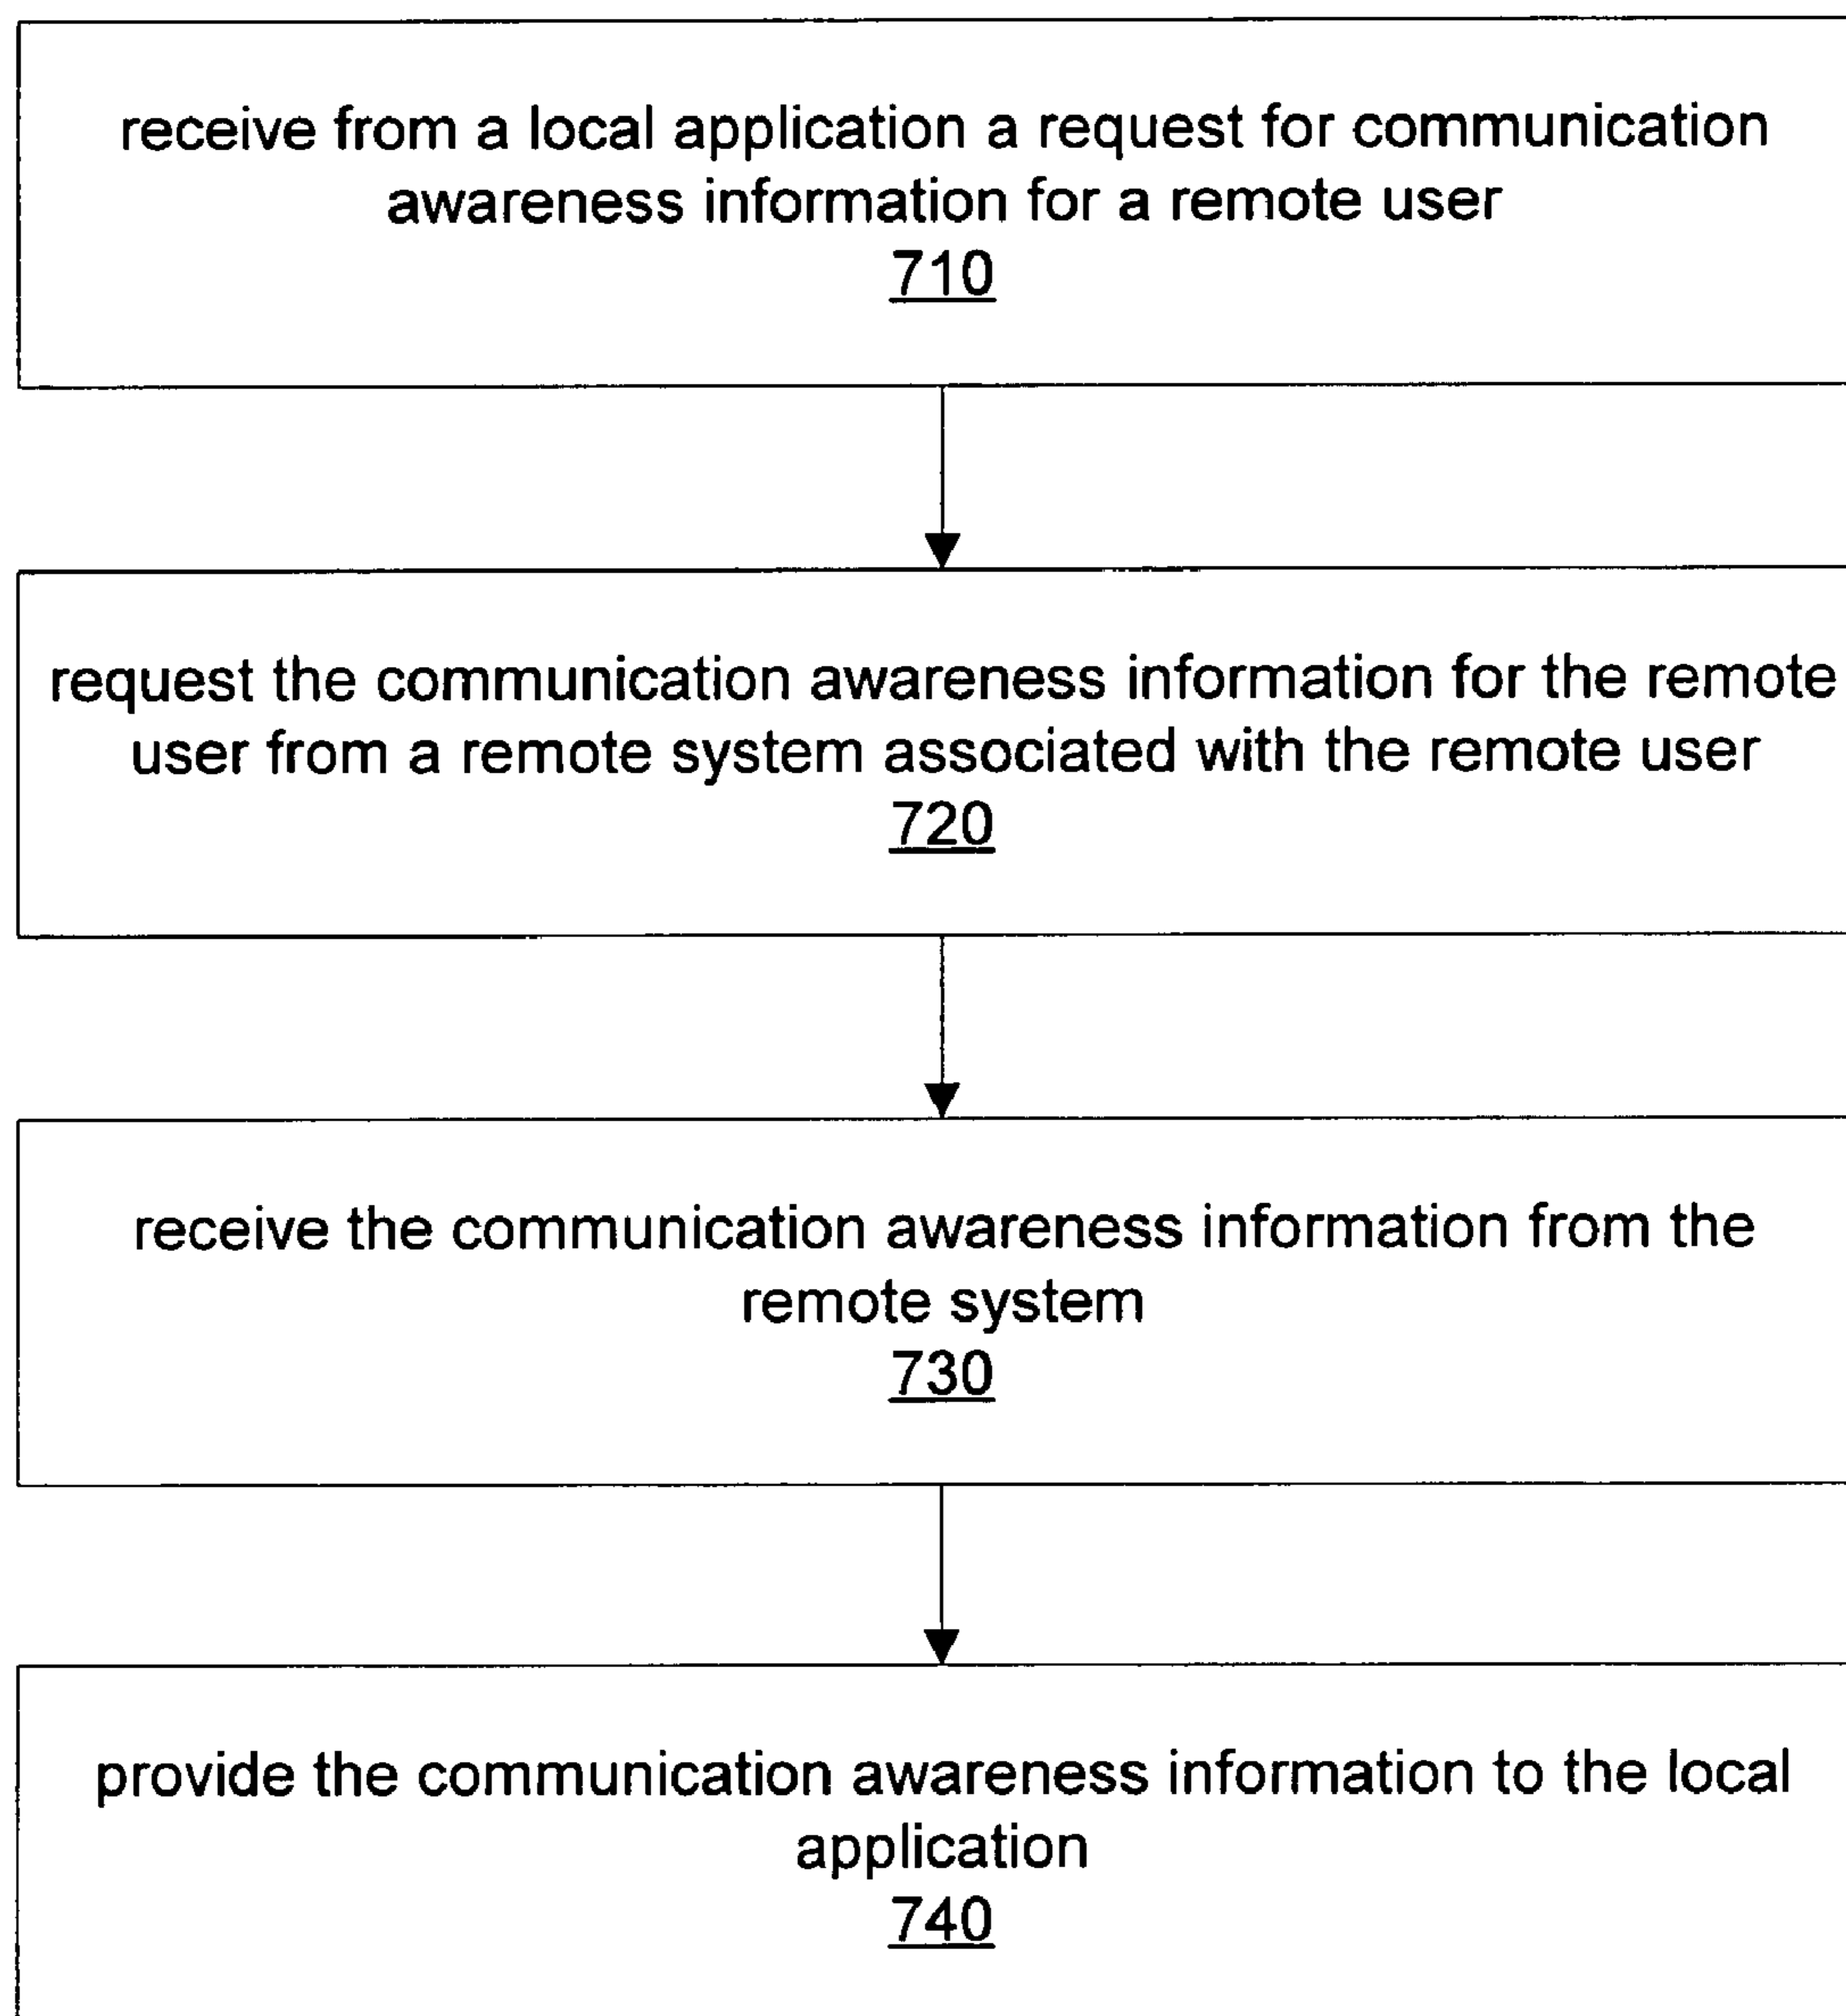 receive from a local application a request for communication
awareness information for a remote user
710
request the communication awareness information for the remote
user from a remote system associated with the remote user
720
receive the communication awareness information from the
remote system
730
provide the communication awareness information to the local
application
740